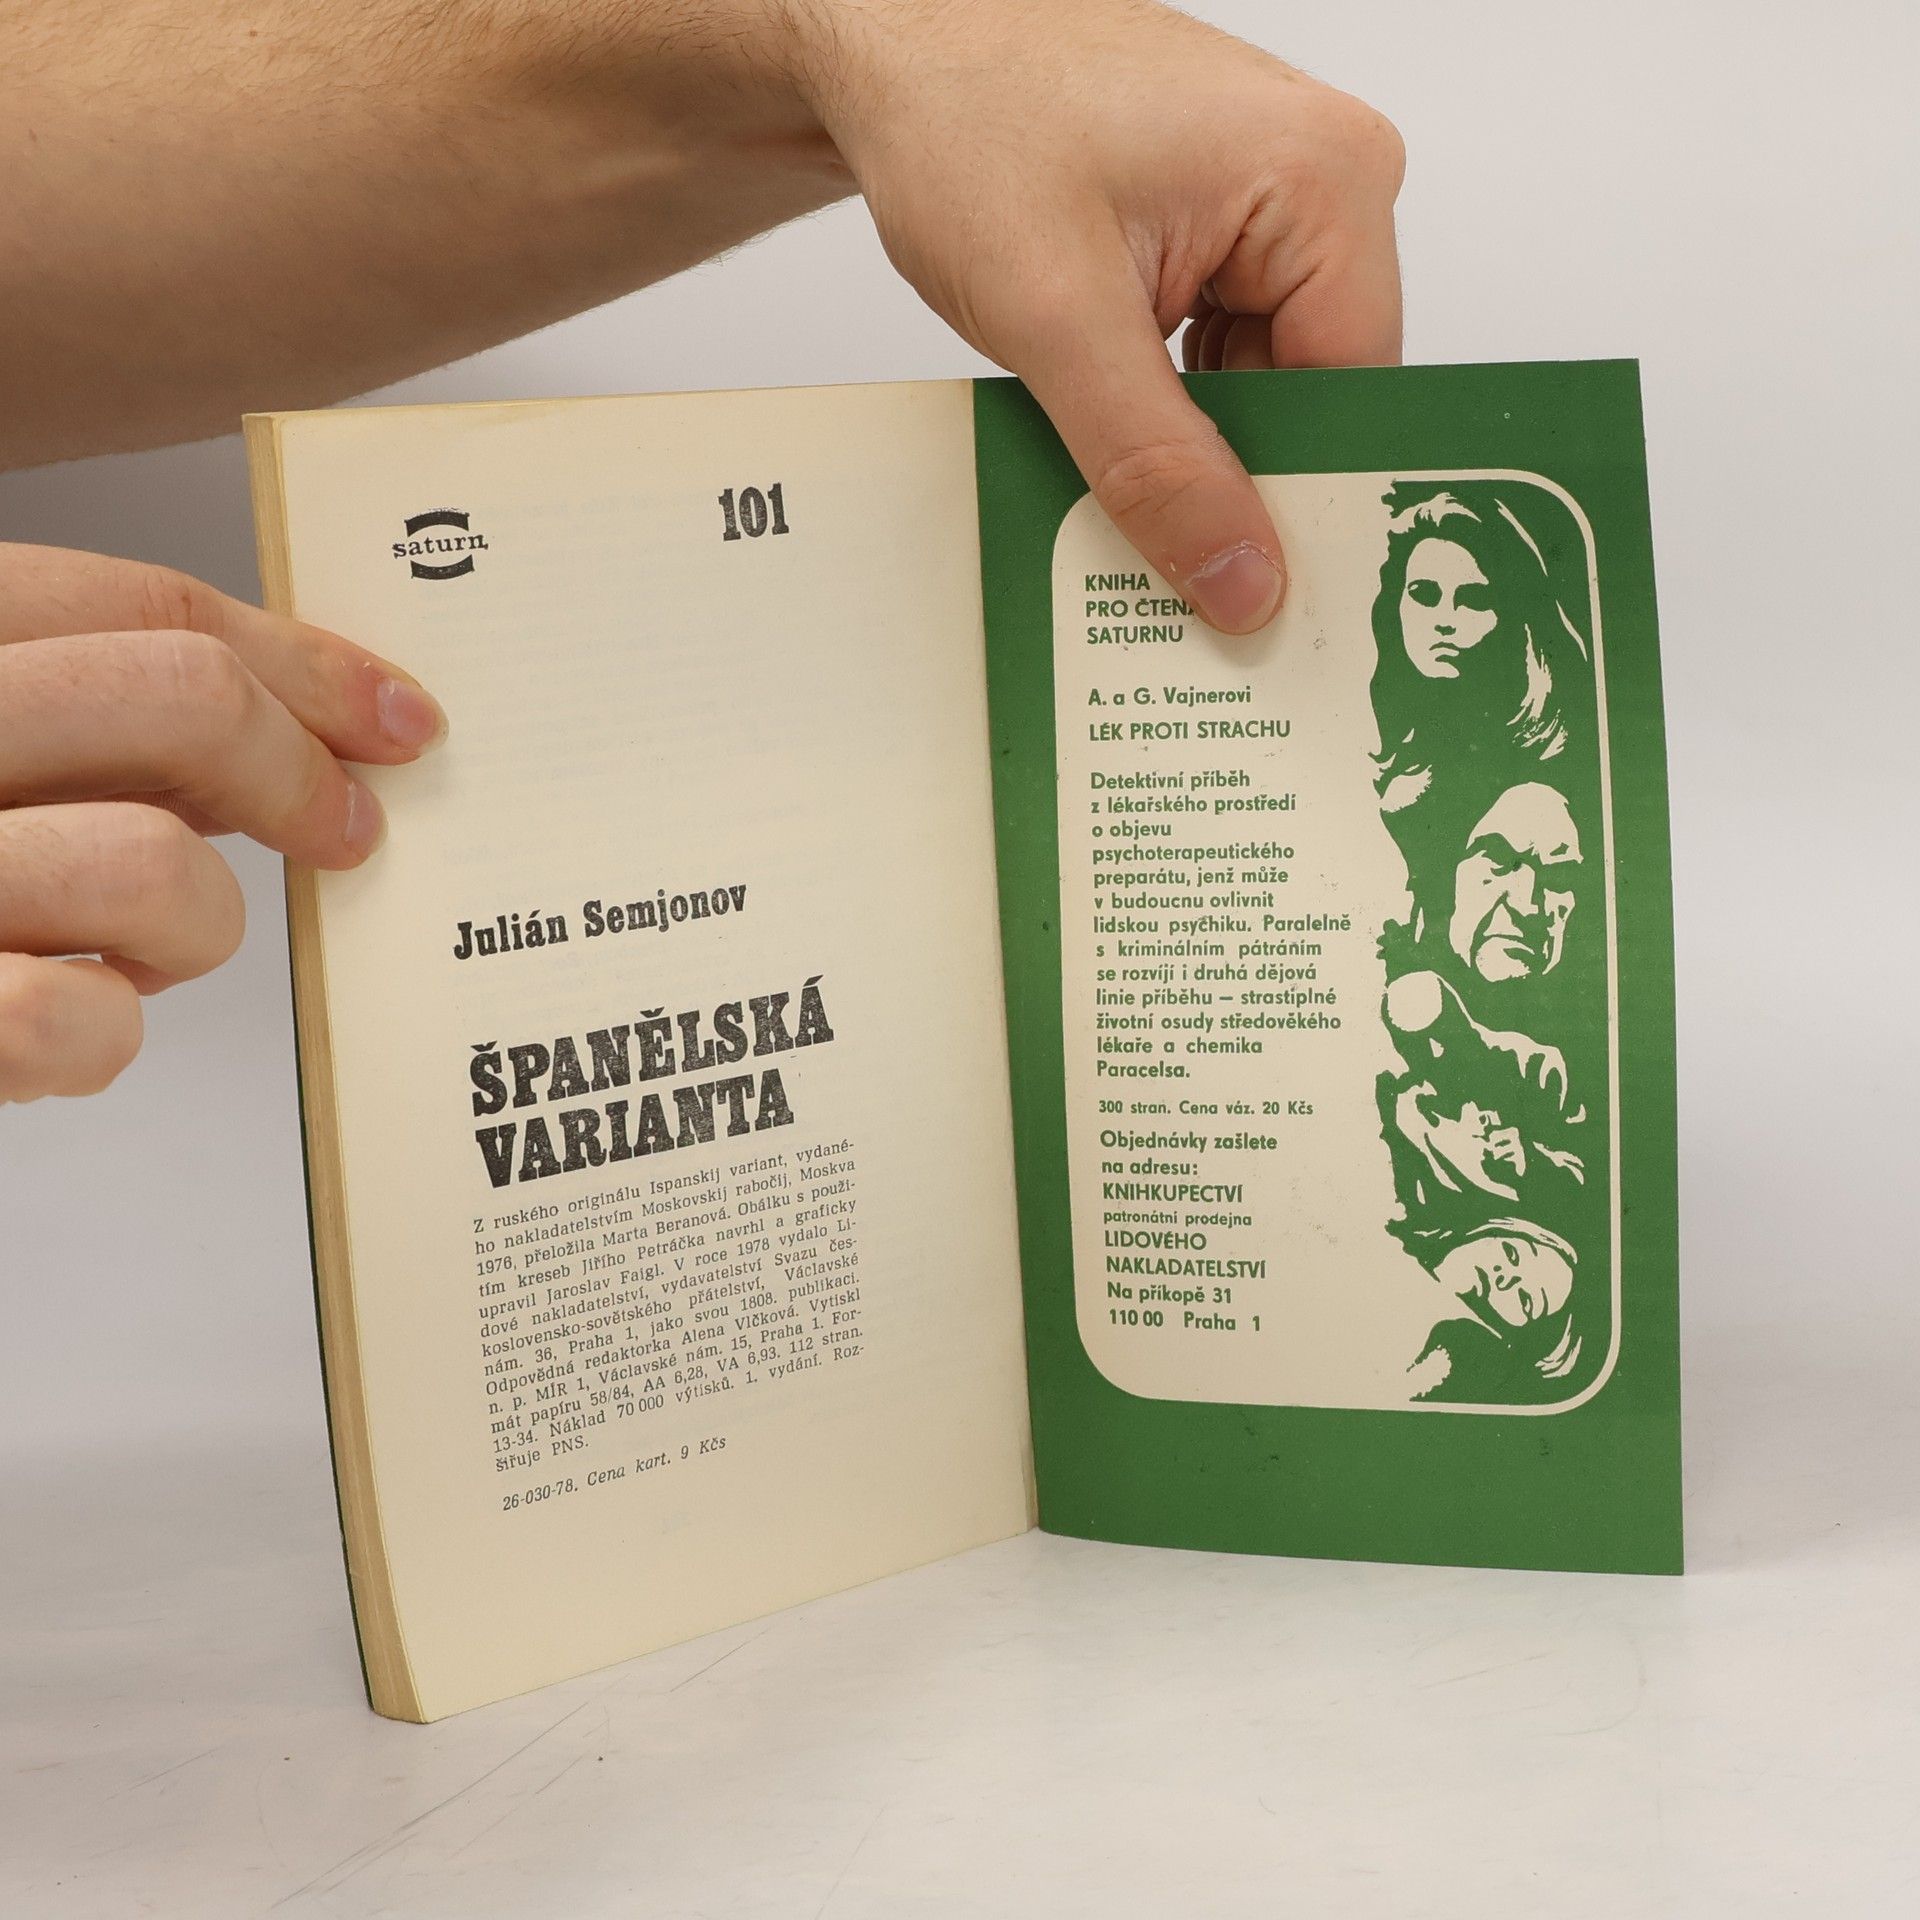 saturn
101
Julián Semjonov
ŠPANĚLSKÁ
VARIANTA
Z ruského originálu Ispanskij variant, vydané-
ho nakladatelstvím Moskovskij rabočij, Moskva
1976, přeložila Marta Beranová. Obálku s použi-
tím kreseb Jiřího Petráčka navrhl a graficky
upravil Jaroslav Faigl. V roce 1978 vydalo Li-
dové nakladatelství, vydavatelství Svazu čes-
koslovensko-sovětského přátelství, Václavské
nám. 36, Praha 1, jako svou 1808. publikaci.
Odpovědná redaktorka Alena Vlčková. Vytiskl
n. p. MÍR 1, Václavské nám. 15, Praha 1. For-
mát papíru 58/84, AA 6,28, VA 6,93. 112 stran.
13-34. Náklad 70 000 výtisků. 1. vydání. Roz-
šiřuje PNS.
26-030-78. Cena kart. 9 Kčs
KNIHA
PRO
SATURNU
A. a G. Vajnerovi
LÉK PROTI STRACHU
Detektivní příběh
z lékařského prostředí
o objevu
psychoterapeutického
preparátu, jenž může
v budoucnu ovlivnit
lidskou psychiku. Paralelně
s kriminálním pátráním
se rozvíjí i druhá dějová
linie příběhu — strastiplné
životní osudy středověkého
lékaře a chemika
Paracelsa.
300 stran. Cena váz. 20 Kčs
Objednávky zašlete
na adresu:
KNIHKUPECTVÍ
patronátní prodejna
LIDOVÉHO
NAKLADATELSTVÍ
Na příkopě 31
110 00 Praha 1